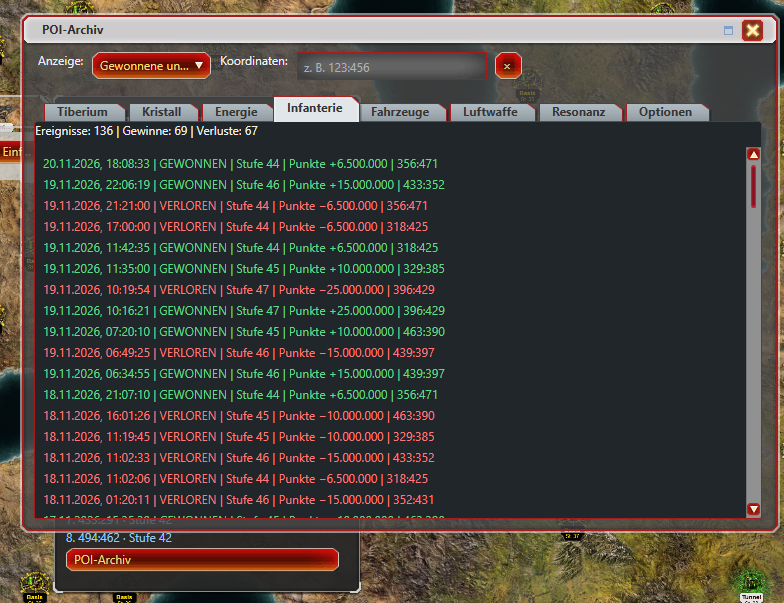 POI-Archiv
Anzeige: Gewonnene un... ▼ Koordinaten: z. B. 123:456 ×
Tiberium Kristall Energie Infanterie Fahrzeuge Luftwaffe Resonanz Optionen
Ereignisse: 136 | Gewinne: 69 | Verluste: 67
20.11.2026, 18:08:33 | GEWONNEN | Stufe 44 | Punkte +6.500.000 | 356:471
19.11.2026, 22:06:19 | GEWONNEN | Stufe 46 | Punkte +15.000.000 | 433:352
19.11.2026, 21:21:00 | VERLOREN | Stufe 44 | Punkte −6.500.000 | 356:471
19.11.2026, 17:00:00 | VERLOREN | Stufe 44 | Punkte −6.500.000 | 318:425
19.11.2026, 11:42:35 | GEWONNEN | Stufe 44 | Punkte +6.500.000 | 318:425
19.11.2026, 11:35:00 | GEWONNEN | Stufe 45 | Punkte +10.000.000 | 329:385
19.11.2026, 10:19:54 | VERLOREN | Stufe 47 | Punkte −25.000.000 | 396:429
19.11.2026, 10:16:21 | GEWONNEN | Stufe 47 | Punkte +25.000.000 | 396:429
19.11.2026, 07:20:10 | GEWONNEN | Stufe 45 | Punkte +10.000.000 | 463:390
19.11.2026, 06:49:25 | VERLOREN | Stufe 46 | Punkte −15.000.000 | 439:397
19.11.2026, 06:34:55 | GEWONNEN | Stufe 46 | Punkte +15.000.000 | 439:397
18.11.2026, 21:07:10 | GEWONNEN | Stufe 44 | Punkte +6.500.000 | 356:471
18.11.2026, 16:01:26 | VERLOREN | Stufe 45 | Punkte −10.000.000 | 463:390
18.11.2026, 11:19:45 | VERLOREN | Stufe 45 | Punkte −10.000.000 | 329:385
18.11.2026, 11:02:33 | VERLOREN | Stufe 46 | Punkte −15.000.000 | 433:352
18.11.2026, 11:02:06 | VERLOREN | Stufe 44 | Punkte −6.500.000 | 318:425
18.11.2026, 01:20:11 | VERLOREN | Stufe 46 | Punkte −15.000.000 | 352:431
8. 494:462 · Stufe 42
POI-Archiv
Einf
St. 37
Basis
Basis
Tunnel